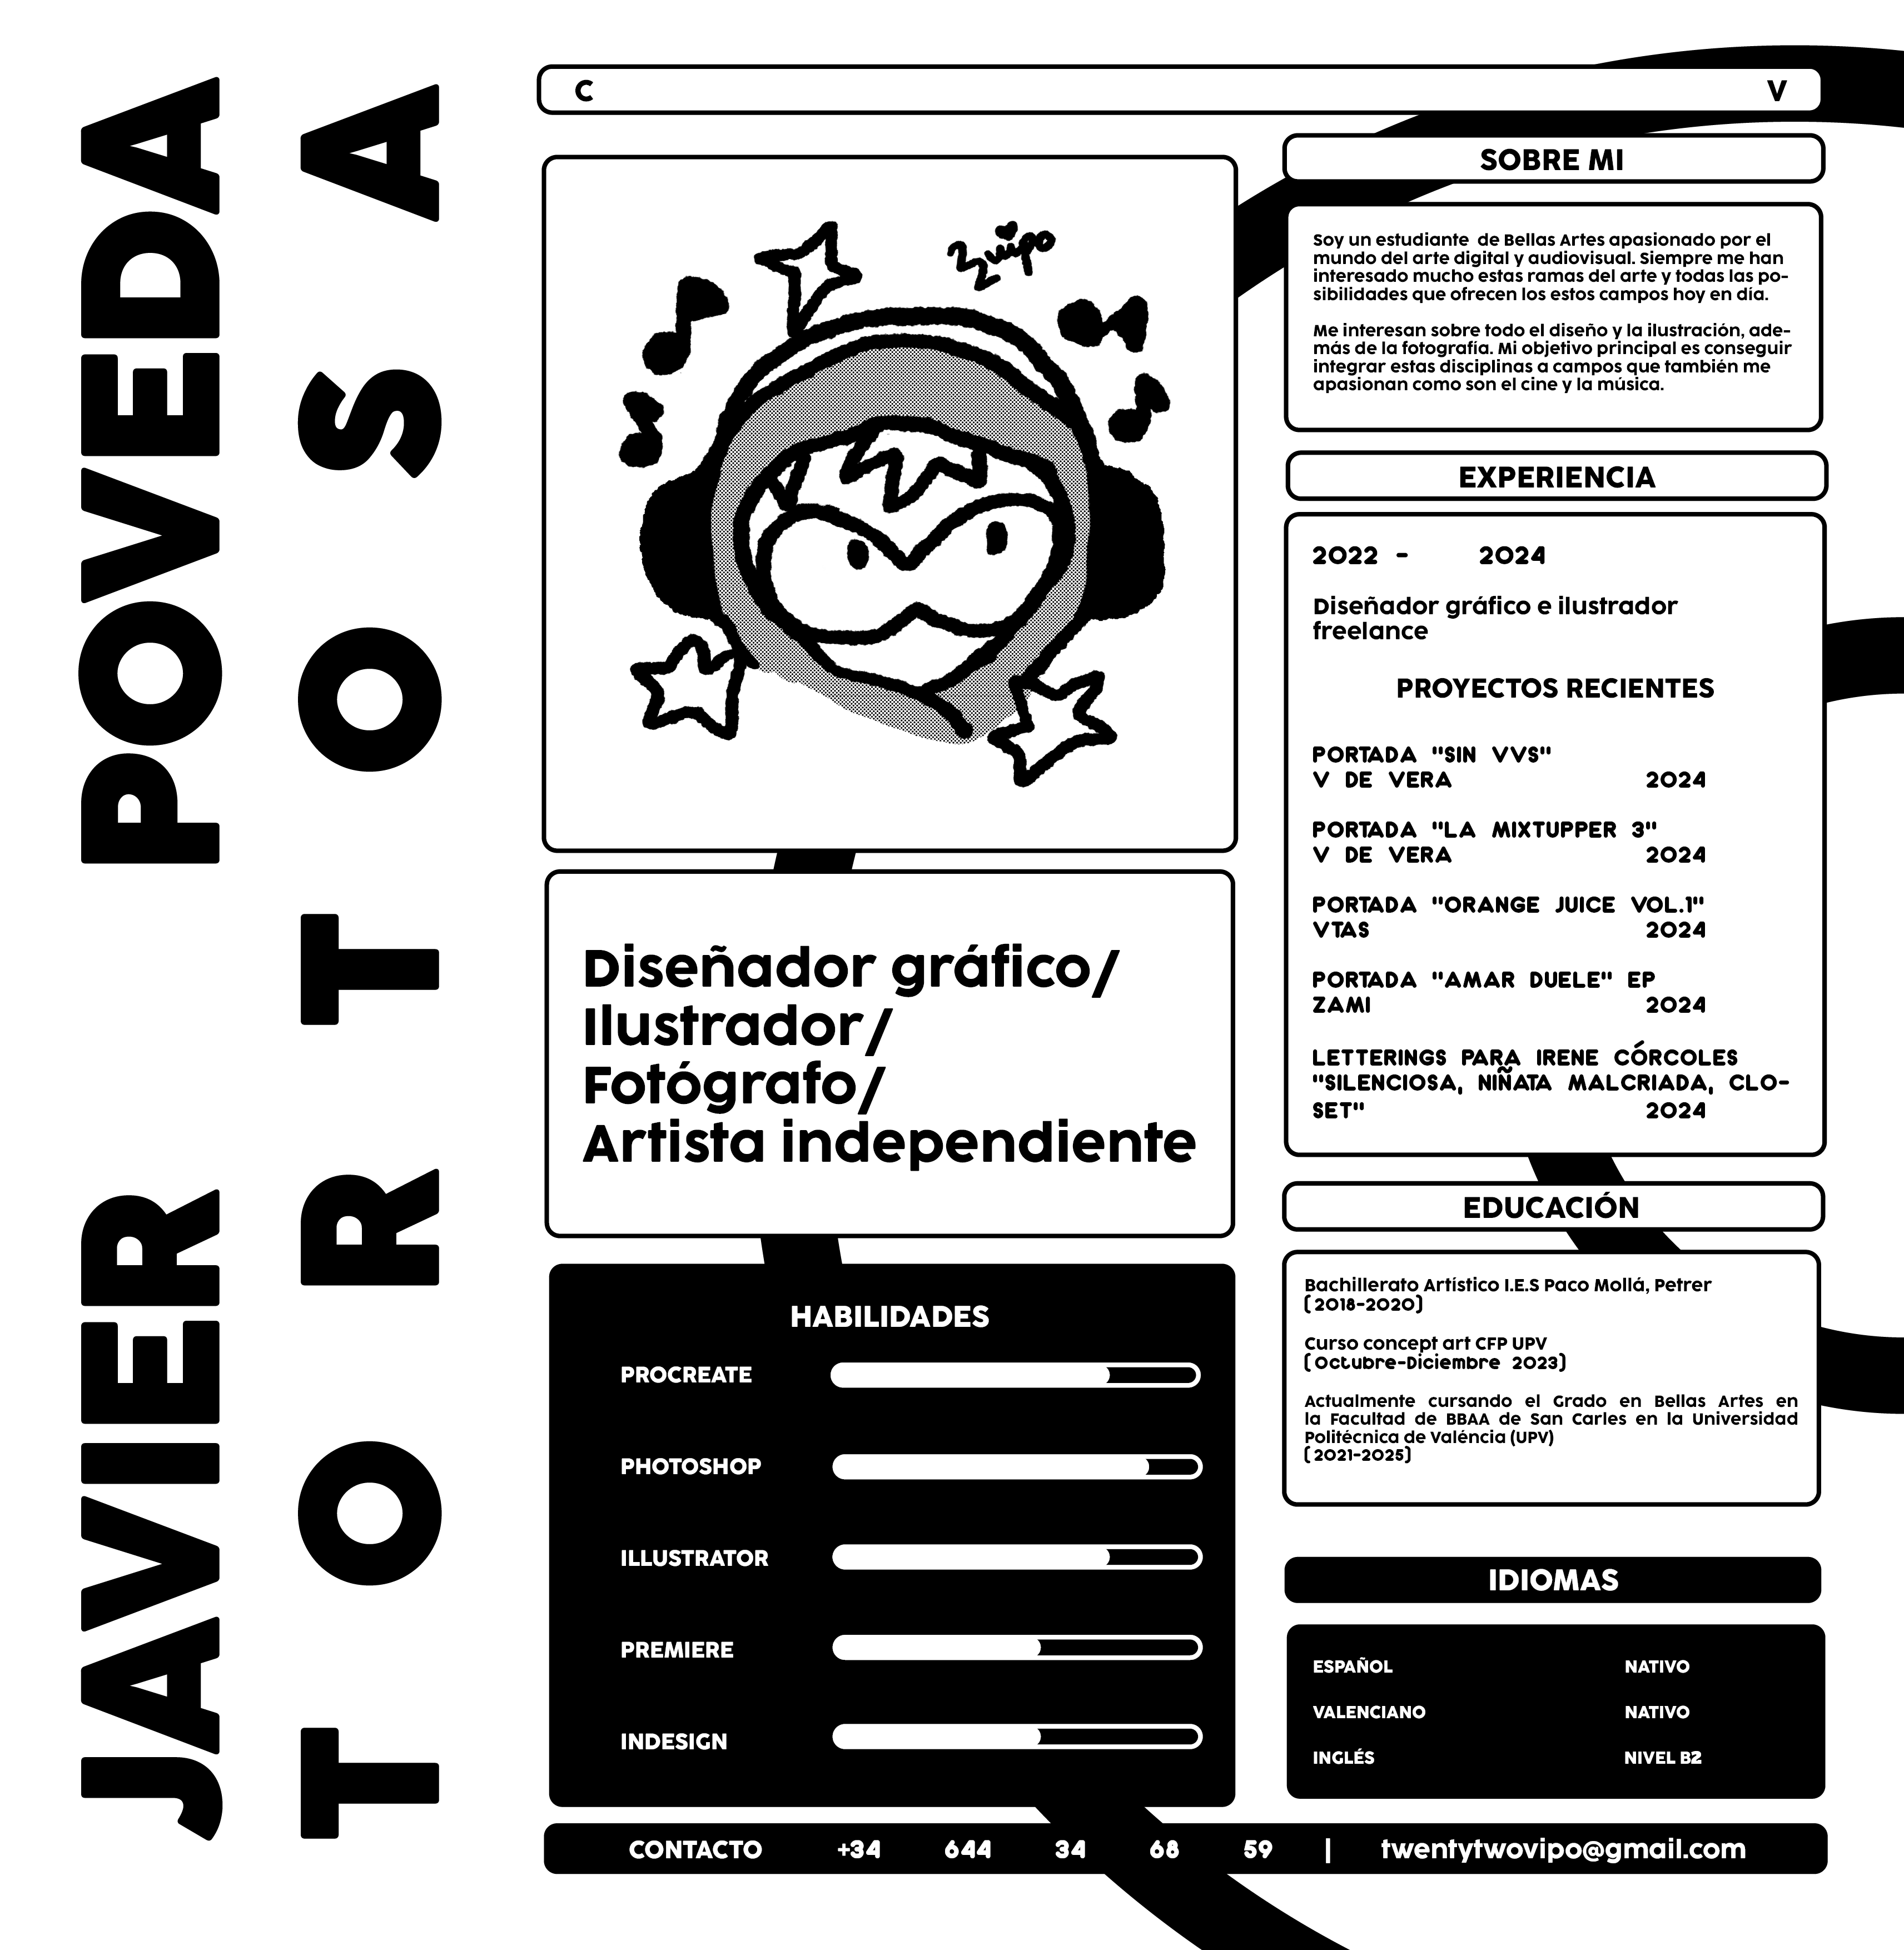 JAVIER POVEDA
TORTOSA
C V
SOBRE MI
Soy un estudiante de Bellas Artes apasionado por el
mundo del arte digital y audiovisual. Siempre me han
interesado mucho estas ramas del arte y todas las po-
sibilidades que ofrecen los estos campos hoy en día.
Me interesan sobre todo el diseño y la ilustración, ade-
más de la fotografia. Mi objetivo principal es conseguir
integrar estas disciplinas a campos que también me
apasionan como son el cine y la música.
EXPERIENCIA
2022 - 2024
Diseñador gráfico e ilustrador
freelance
PROYECTOS RECIENTES
PORTADA "SIN VVS"
V DE VERA 2024
PORTADA "LA MIXTUPPER 3"
V DE VERA 2024
PORTADA "ORANGE JUICE VOL.1"
VTAS 2024
PORTADA "AMAR DUELE" EP
ZAMI 2024
LETTERINGS PARA IRENE CÓRCOLES
"SILENCIOSA, NIÑATA MALCRIADA, CLO-
SET" 2024
Diseñador gráfico/
Ilustrador/
Fotógrafo/
Artista independiente
HABILIDADES
PROCREATE
PHOTOSHOP
ILLUSTRATOR
PREMIERE
INDESIGN
EDUCACIÓN
Bachillerato Artístico I.E.S Paco Mollá, Petrer
(2018-2020)
Curso concept art CFP UPV
(Octubre-Diciembre 2023)
Actualmente cursando el Grado en Bellas Artes en
la Facultad de BBAA de San Carles en la Universidad
Politécnica de Valéncia (UPV)
(2021-2025)
IDIOMAS
ESPAÑOL NATIVO
VALENCIANO NATIVO
INGLÉS NIVEL B2
CONTACTO +34 644 34 68 59 | twentytwovipo@gmail.com